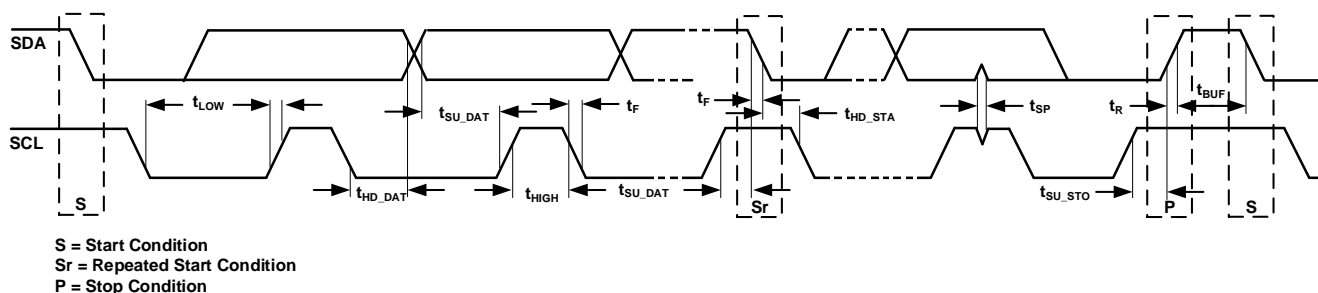 SDA
tLOW
tSU_DAT
tF
tF
tHD_STA
tSP
tR
tBUF
SCL
tHD_DAT
tHIGH
tSU_DAT
tSU_STO
S
Sr
P
S
S = Start Condition
Sr = Repeated Start Condition
P = Stop Condition